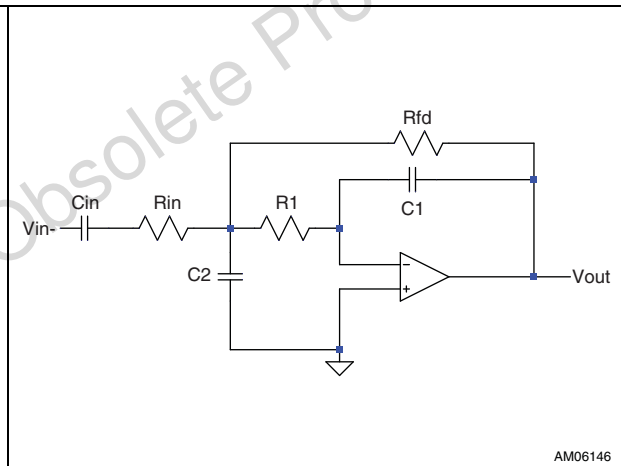 Obsolete Pro
Rfd
Cin
Rin
R1
C1
Vin-
C2
-
+
Vout
AM06146